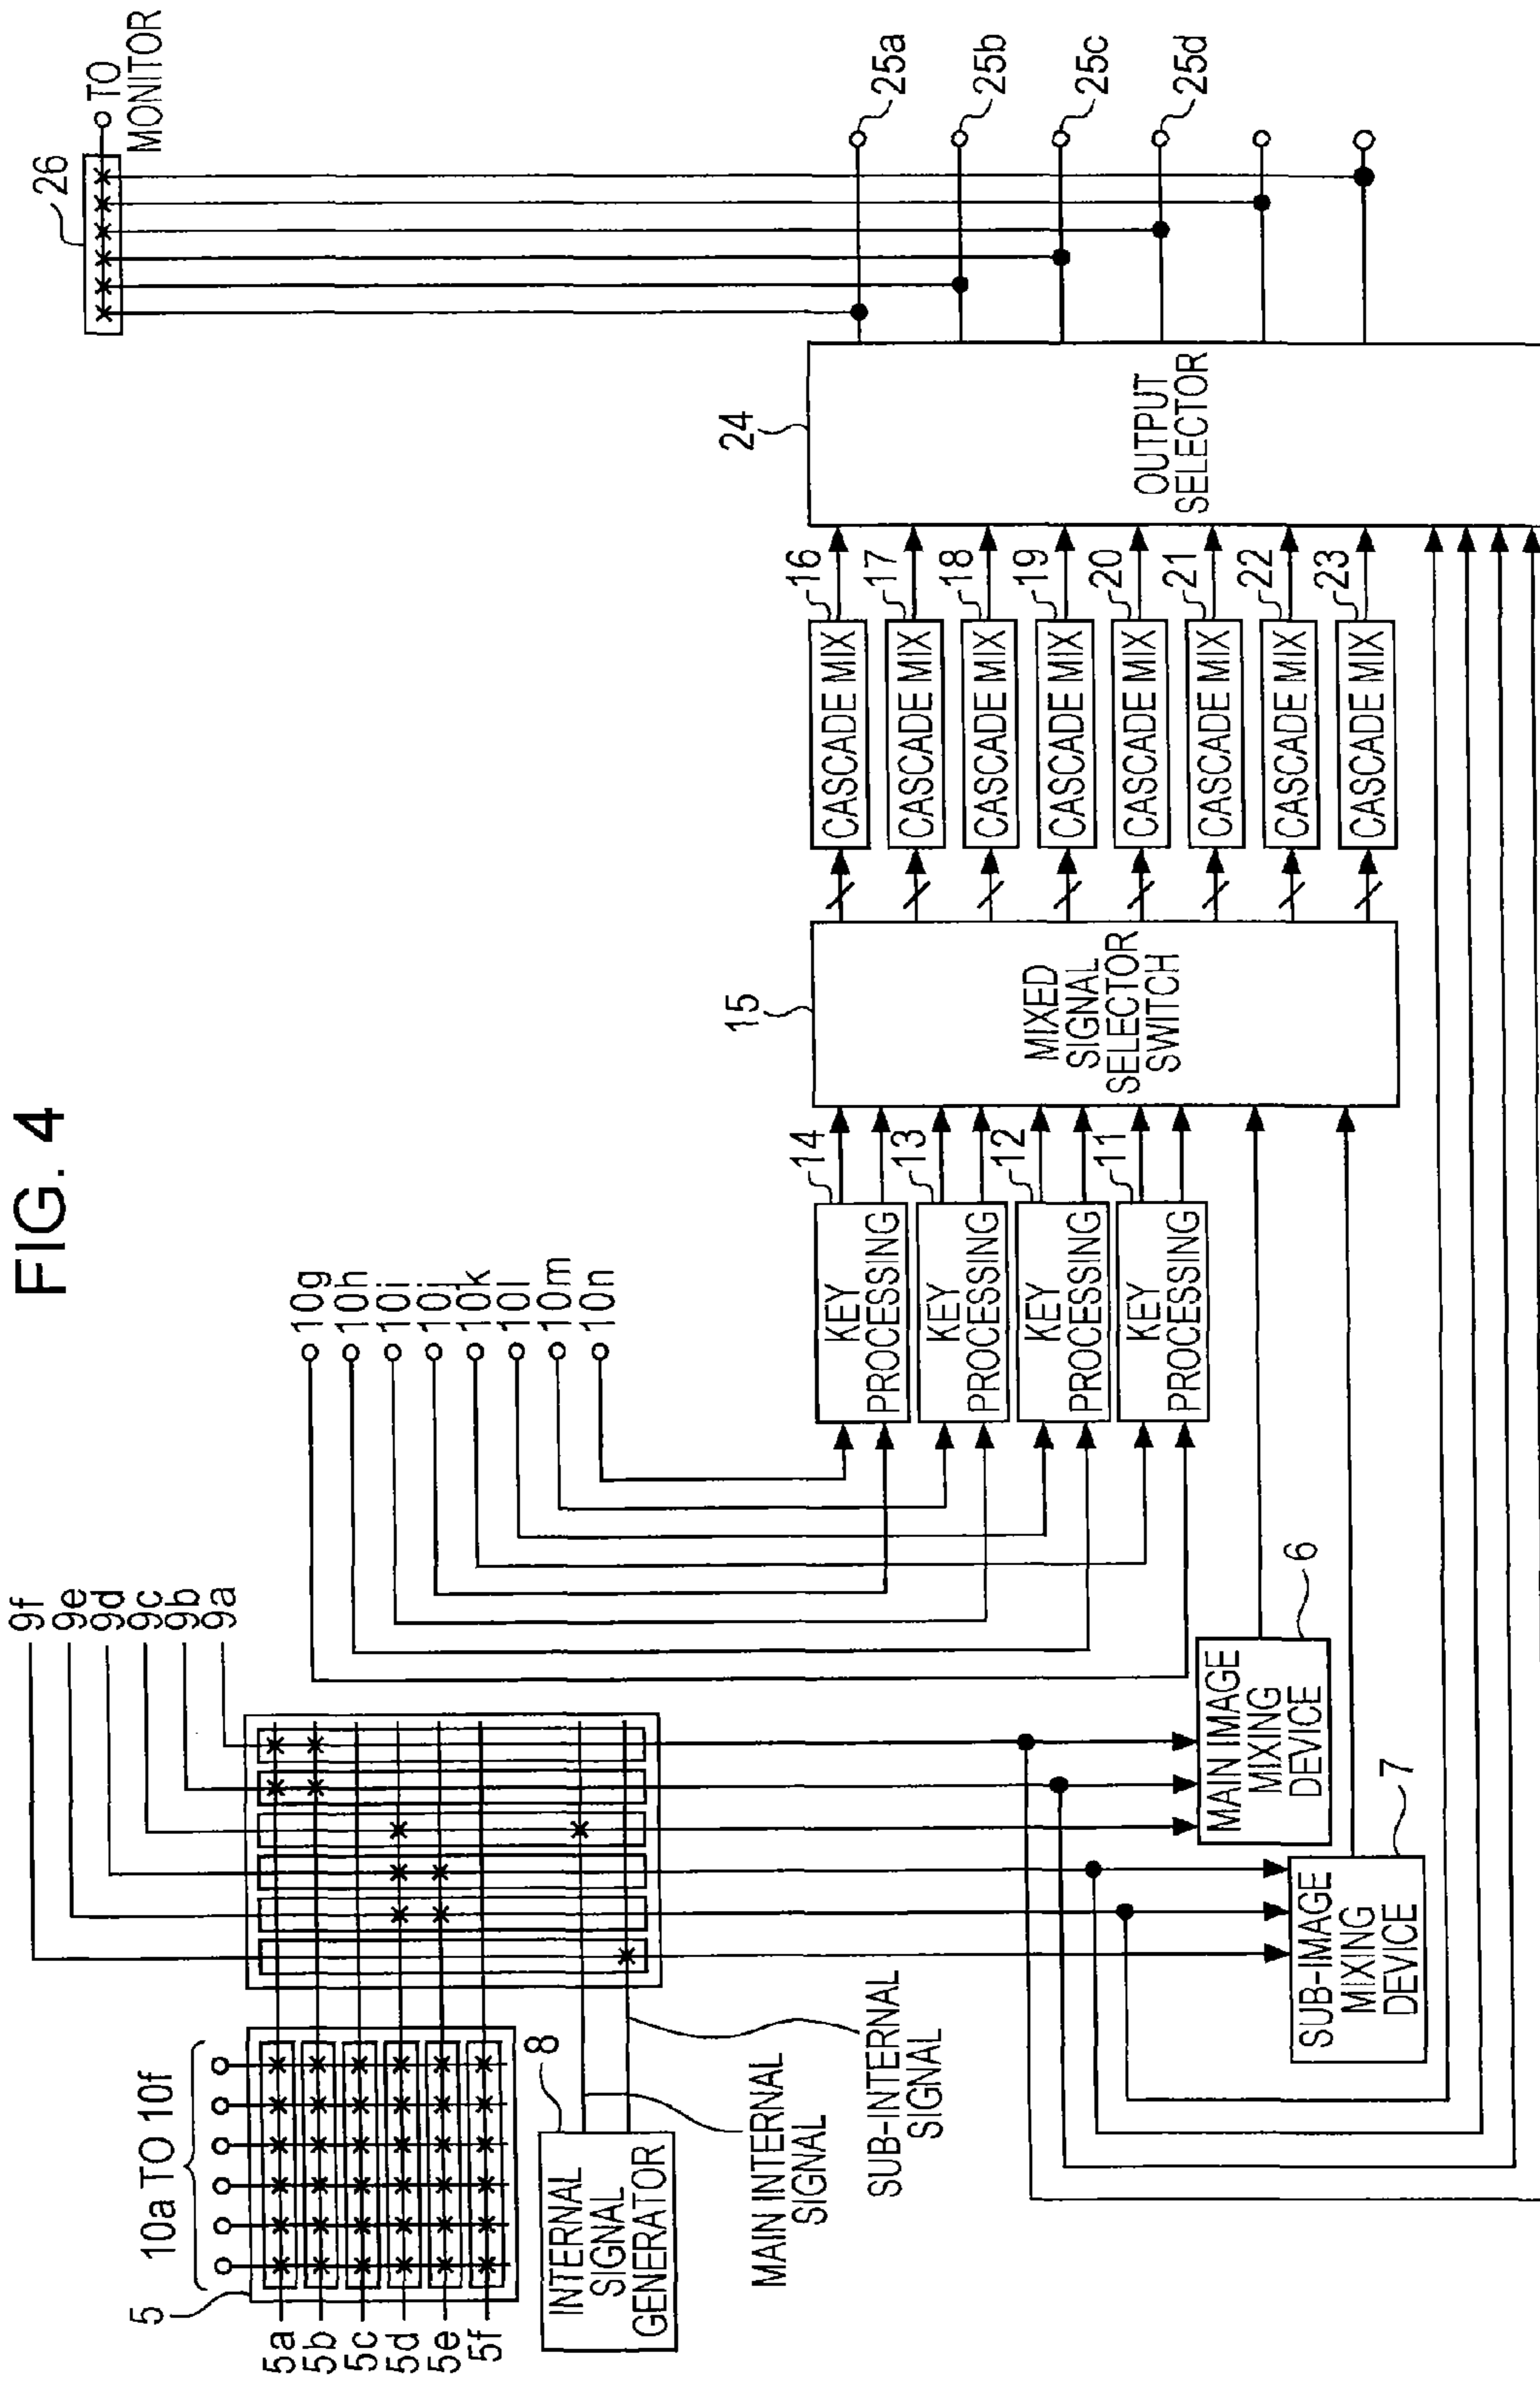 FIG. 4
5
10a TO 10f
5a
5b
5c
5d
5e
5f
INTERNAL
SIGNAL
GENERATOR
8
MAIN INTERNAL
SIGNAL
SUB-INTERNAL
SIGNAL
9f
9e
9d
9c
9b
9a
SUB-IMAGE
MIXING
DEVICE
7
MAIN IMAGE
MIXING
DEVICE
6
10g
10h
10i
10j
10k
10l
10m
10n
KEY
PROCESSING
14
KEY
PROCESSING
13
KEY
PROCESSING
12
KEY
PROCESSING
11
15
MIXED
SIGNAL
SELECTOR
SWITCH
CASCADE MIX
16
CASCADE MIX
17
CASCADE MIX
18
CASCADE MIX
19
CASCADE MIX
20
CASCADE MIX
21
CASCADE MIX
22
CASCADE MIX
23
24
OUTPUT
SELECTOR
26
TO
MONITOR
25a
25b
25c
25d